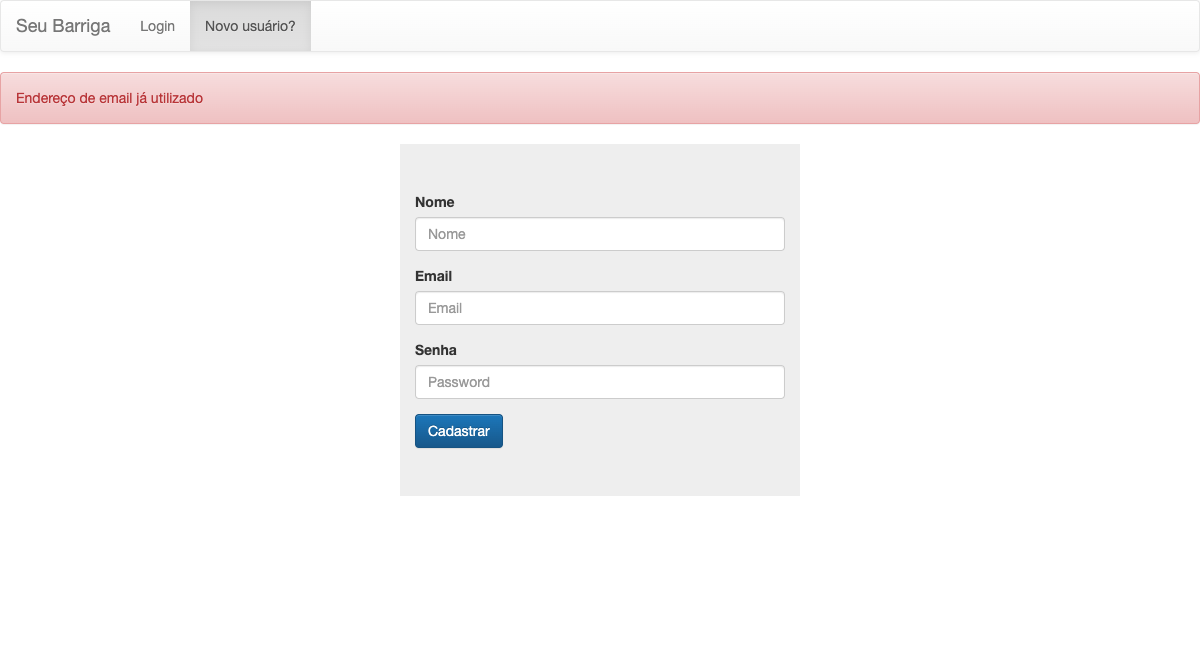 Seu Barriga Login Novo usuário?
Endereço de email já utilizado
Nome
Nome
Email
Email
Senha
Password
Cadastrar